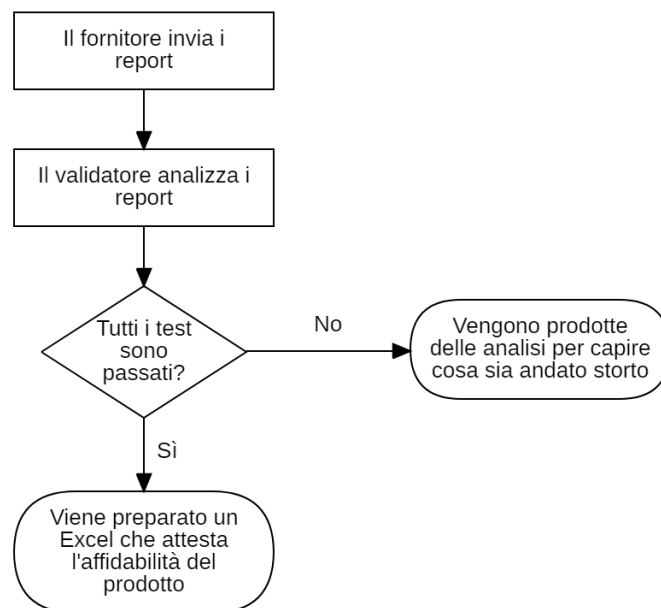 Il fornitore invia i
report
Il validatore analizza i
report
Tutti i test
sono
passati?
No
Vengono prodotte
delle analisi per capire
cosa sia andato storto
Sì
Viene preparato un
Excel che attesta
l'affidabilità del
prodotto